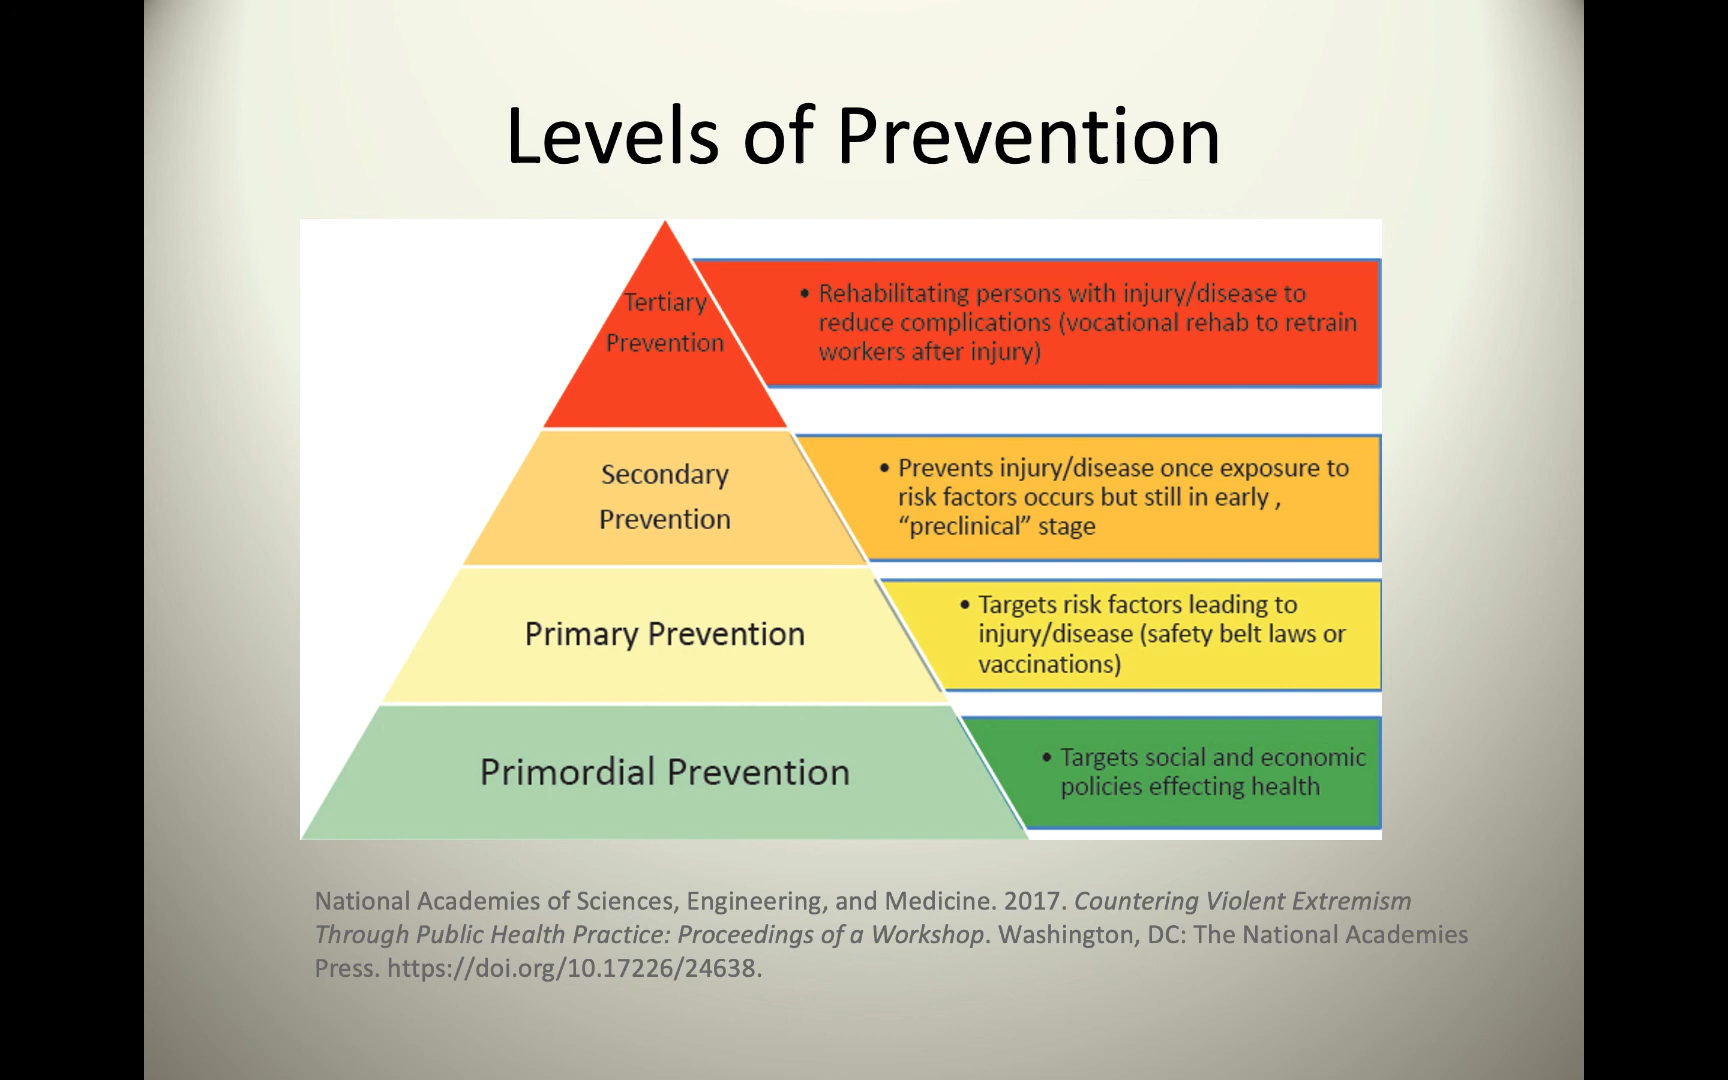 Levels of Prevention
Tertiary
Prevention
• Rehabilitating persons with injury/disease to
reduce complications (vocational rehab to retrain
workers after injury)
Secondary
Prevention
• Prevents injury/disease once exposure to
risk factors occurs but still in early ,
“preclinical” stage
Primary Prevention
• Targets risk factors leading to
injury/disease (safety belt laws or
vaccinations)
Primordial Prevention
• Targets social and economic
policies effecting health
National Academies of Sciences, Engineering, and Medicine. 2017. Countering Violent Extremism
Through Public Health Practice: Proceedings of a Workshop. Washington, DC: The National Academies
Press. https://doi.org/10.17226/24638.